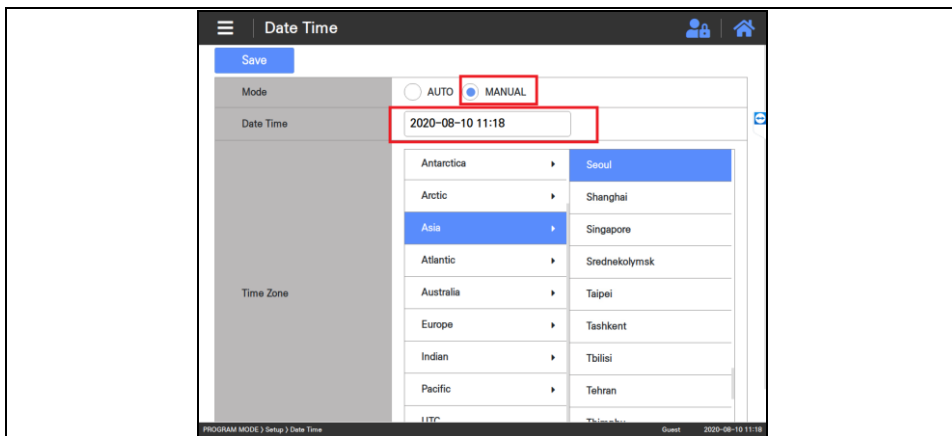 Date Time
Save
Mode
AUTO
MANUAL
Date Time
2020-08-10 11:18
Time Zone
Antarctica
Arctic
Asia
Atlantic
Australia
Europe
Indian
Pacific
UTC
Seoul
Shanghai
Singapore
Srednekolymsk
Taipei
Tashkent
Tbilisi
Tehran
Thimphu
PROGRAM MODE > Setup > Date Time
Guest
2020-08-10 11:18